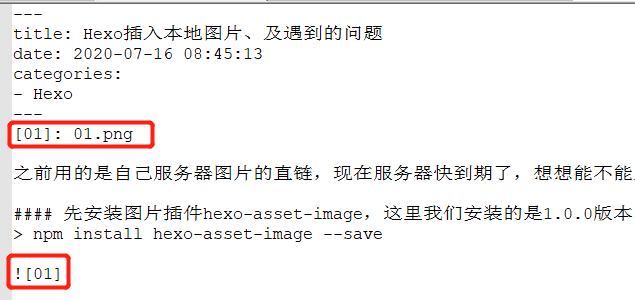 ---
title: Hexo插入本地图片、及遇到的问题
date: 2020-07-16 08:45:13
categories:
- Hexo
---
[01]: 01.png
之前用的是自己服务器图片的直链，现在服务器快到期了，想想能不能
#### 先安装图片插件hexo-asset-image，这里我们安装的是1.0.0版本
> npm install hexo-asset-image --save
![01]